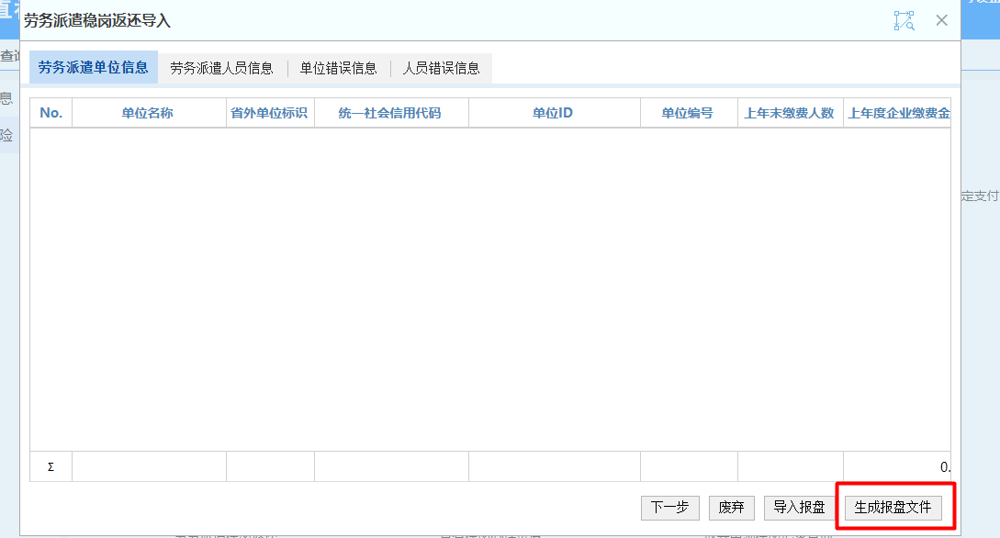 劳务派遣稳岗返还导入
查询
息
险
劳务派遣单位信息 劳务派遣人员信息 单位错误信息 人员错误信息
No. 单位名称 省外单位标识 统一社会信用代码 单位ID 单位编号 上年末缴费人数 上年度企业缴费金
定支付
Σ 0.
下一步 废弃 导入报盘 生成报盘文件